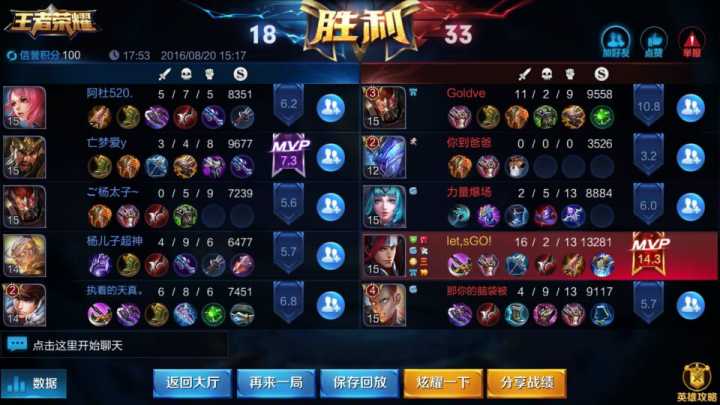 王者荣耀
18 胜利 33
信誉积分 100 17:53 2016/08/20 15:17
加好友 点赞 举报
S S
阿杜520. 5 / 7 / 5 8351 6.2
15
3 Goldve 11 / 2 / 9 9558 10.8
15
亡梦爱y 3 / 4 / 8 9677 MVP 7.3
15
2 你到爸爸 0 / 0 / 0 3526 3.2
12
ご杨太子~ 0 / 5 / 9 7239 5.6
15
力量爆场 2 / 5 / 13 8884 6.0
15
杨儿子超神 4 / 9 / 6 6477 5.7
14
let,sGO! 16 / 2 / 13 13281 MVP 14.3
15
2 执着的天真。 6 / 8 / 6 7451 6.8
14
4 那你的脑袋被 4 / 9 / 13 9117 5.7
15
点击这里开始聊天
数据 返回大厅 再来一局 保存回放 炫耀一下 分享战绩 英雄攻略